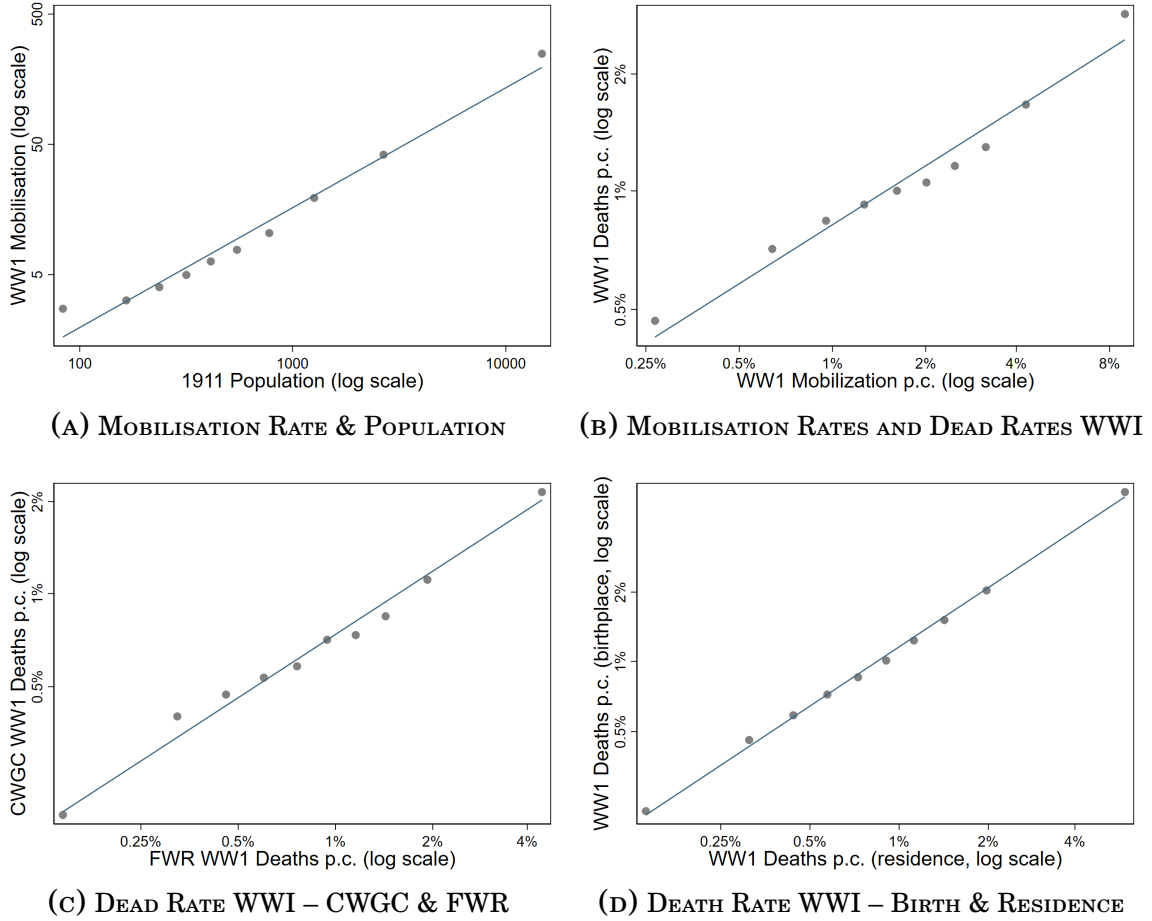 WW1 Mobilisation (log scale)
500
50
5
100
1000
10000
1911 Population (log scale)
(A) Mobilisation Rate & Population
WW1 Deaths p.c. (log scale)
2%
1%
0.5%
0.25%
0.5%
1%
2%
4%
8%
WW1 Mobilization p.c. (log scale)
(B) Mobilisation Rates and Dead Rates WWI
CWGC WW1 Deaths p.c. (log scale)
2%
1%
0.5%
0.25%
0.5%
1%
2%
4%
FWR WW1 Deaths p.c. (log scale)
(C) Dead Rate WWI – CWGC & FWR
WW1 Deaths p.c. (birthplace, log scale)
2%
1%
0.5%
0.25%
0.5%
1%
2%
4%
WW1 Deaths p.c. (residence, log scale)
(D) Death Rate WWI – Birth & Residence